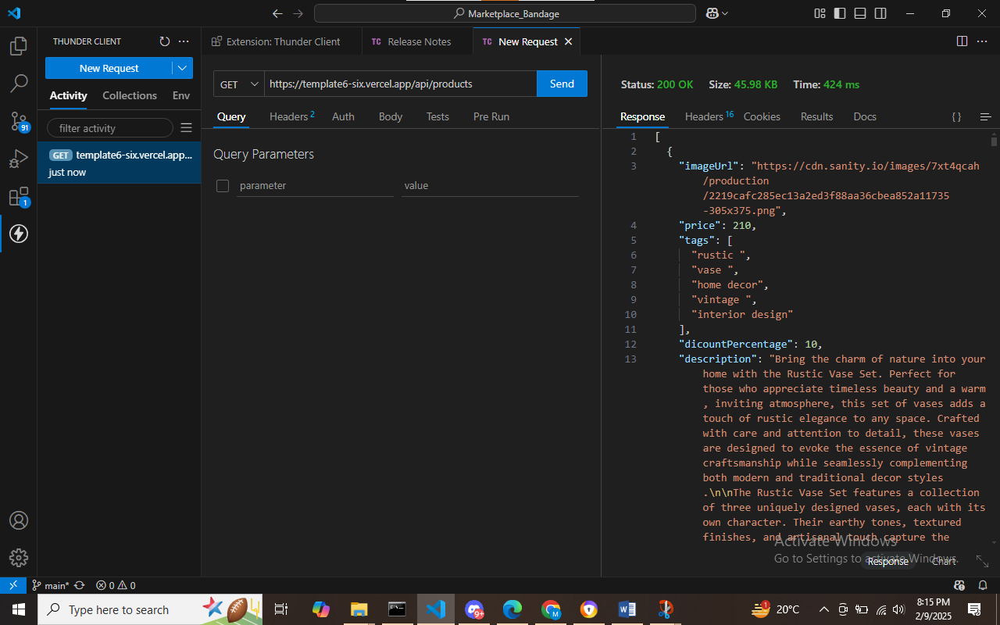 Marketplace_Bandage
THUNDER CLIENT
Extension: Thunder Client
TC Release Notes
TC New Request
New Request
Activity
Collections
Env
filter activity
GET template6-six.vercel.app...
just now
91
1
GET
https://template6-six.vercel.app/api/products
Send
Query
Headers 2
Auth
Body
Tests
Pre Run
Query Parameters
parameter
value
Status: 200 OK Size: 45.98 KB Time: 424 ms
Response
Headers 16
Cookies
Results
Docs
{ }
1 [
2 {
3 "imageUrl": "https://cdn.sanity.io/images/7xt4qcah
/production
/2219cafc285ec13a2ed3f88aa36cbea852a11735
-305x375.png",
4 "price": 210,
5 "tags": [
6 "rustic ",
7 "vase ",
8 "home decor",
9 "vintage ",
10 "interior design"
11 ],
12 "dicountPercentage": 10,
13 "description": "Bring the charm of nature into your
home with the Rustic Vase Set. Perfect for
those who appreciate timeless beauty and a warm
, inviting atmosphere, this set of vases adds a
touch of rustic elegance to any space. Crafted
with care and attention to detail, these vases
are designed to evoke the essence of vintage
craftsmanship while seamlessly complementing
both modern and traditional decor styles
.\n\nThe Rustic Vase Set features a collection
of three uniquely designed vases, each with its
own character. Their earthy tones, textured
finishes, and artisanal touch capture the
Activate Windows
Go to Settings to activate Windows.
Response
Chart
main*
0
0
Type here to search
9+
M
1
20°C
8:15 PM
2/9/2025